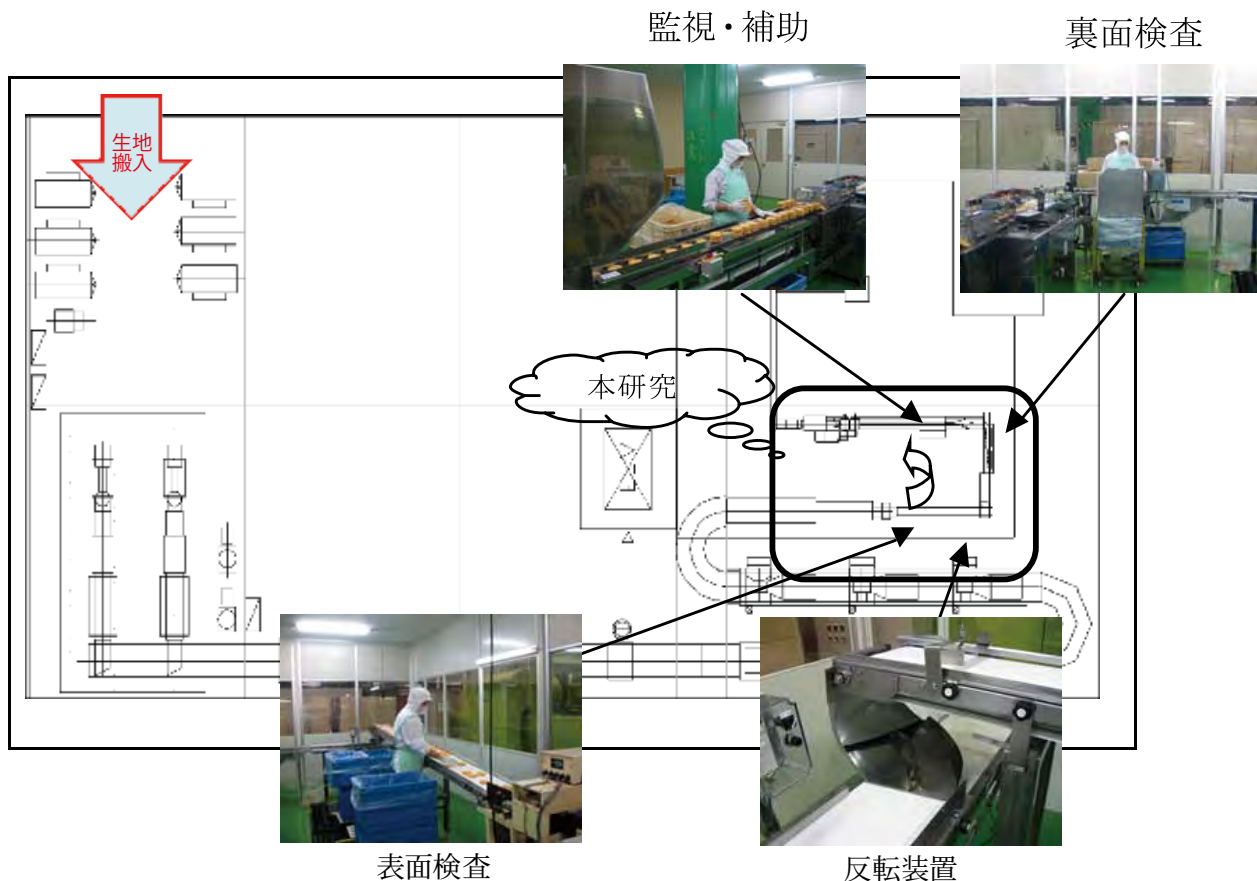 監視・補助
裏面検査
生地
搬入
本研究
表面検査
反転装置